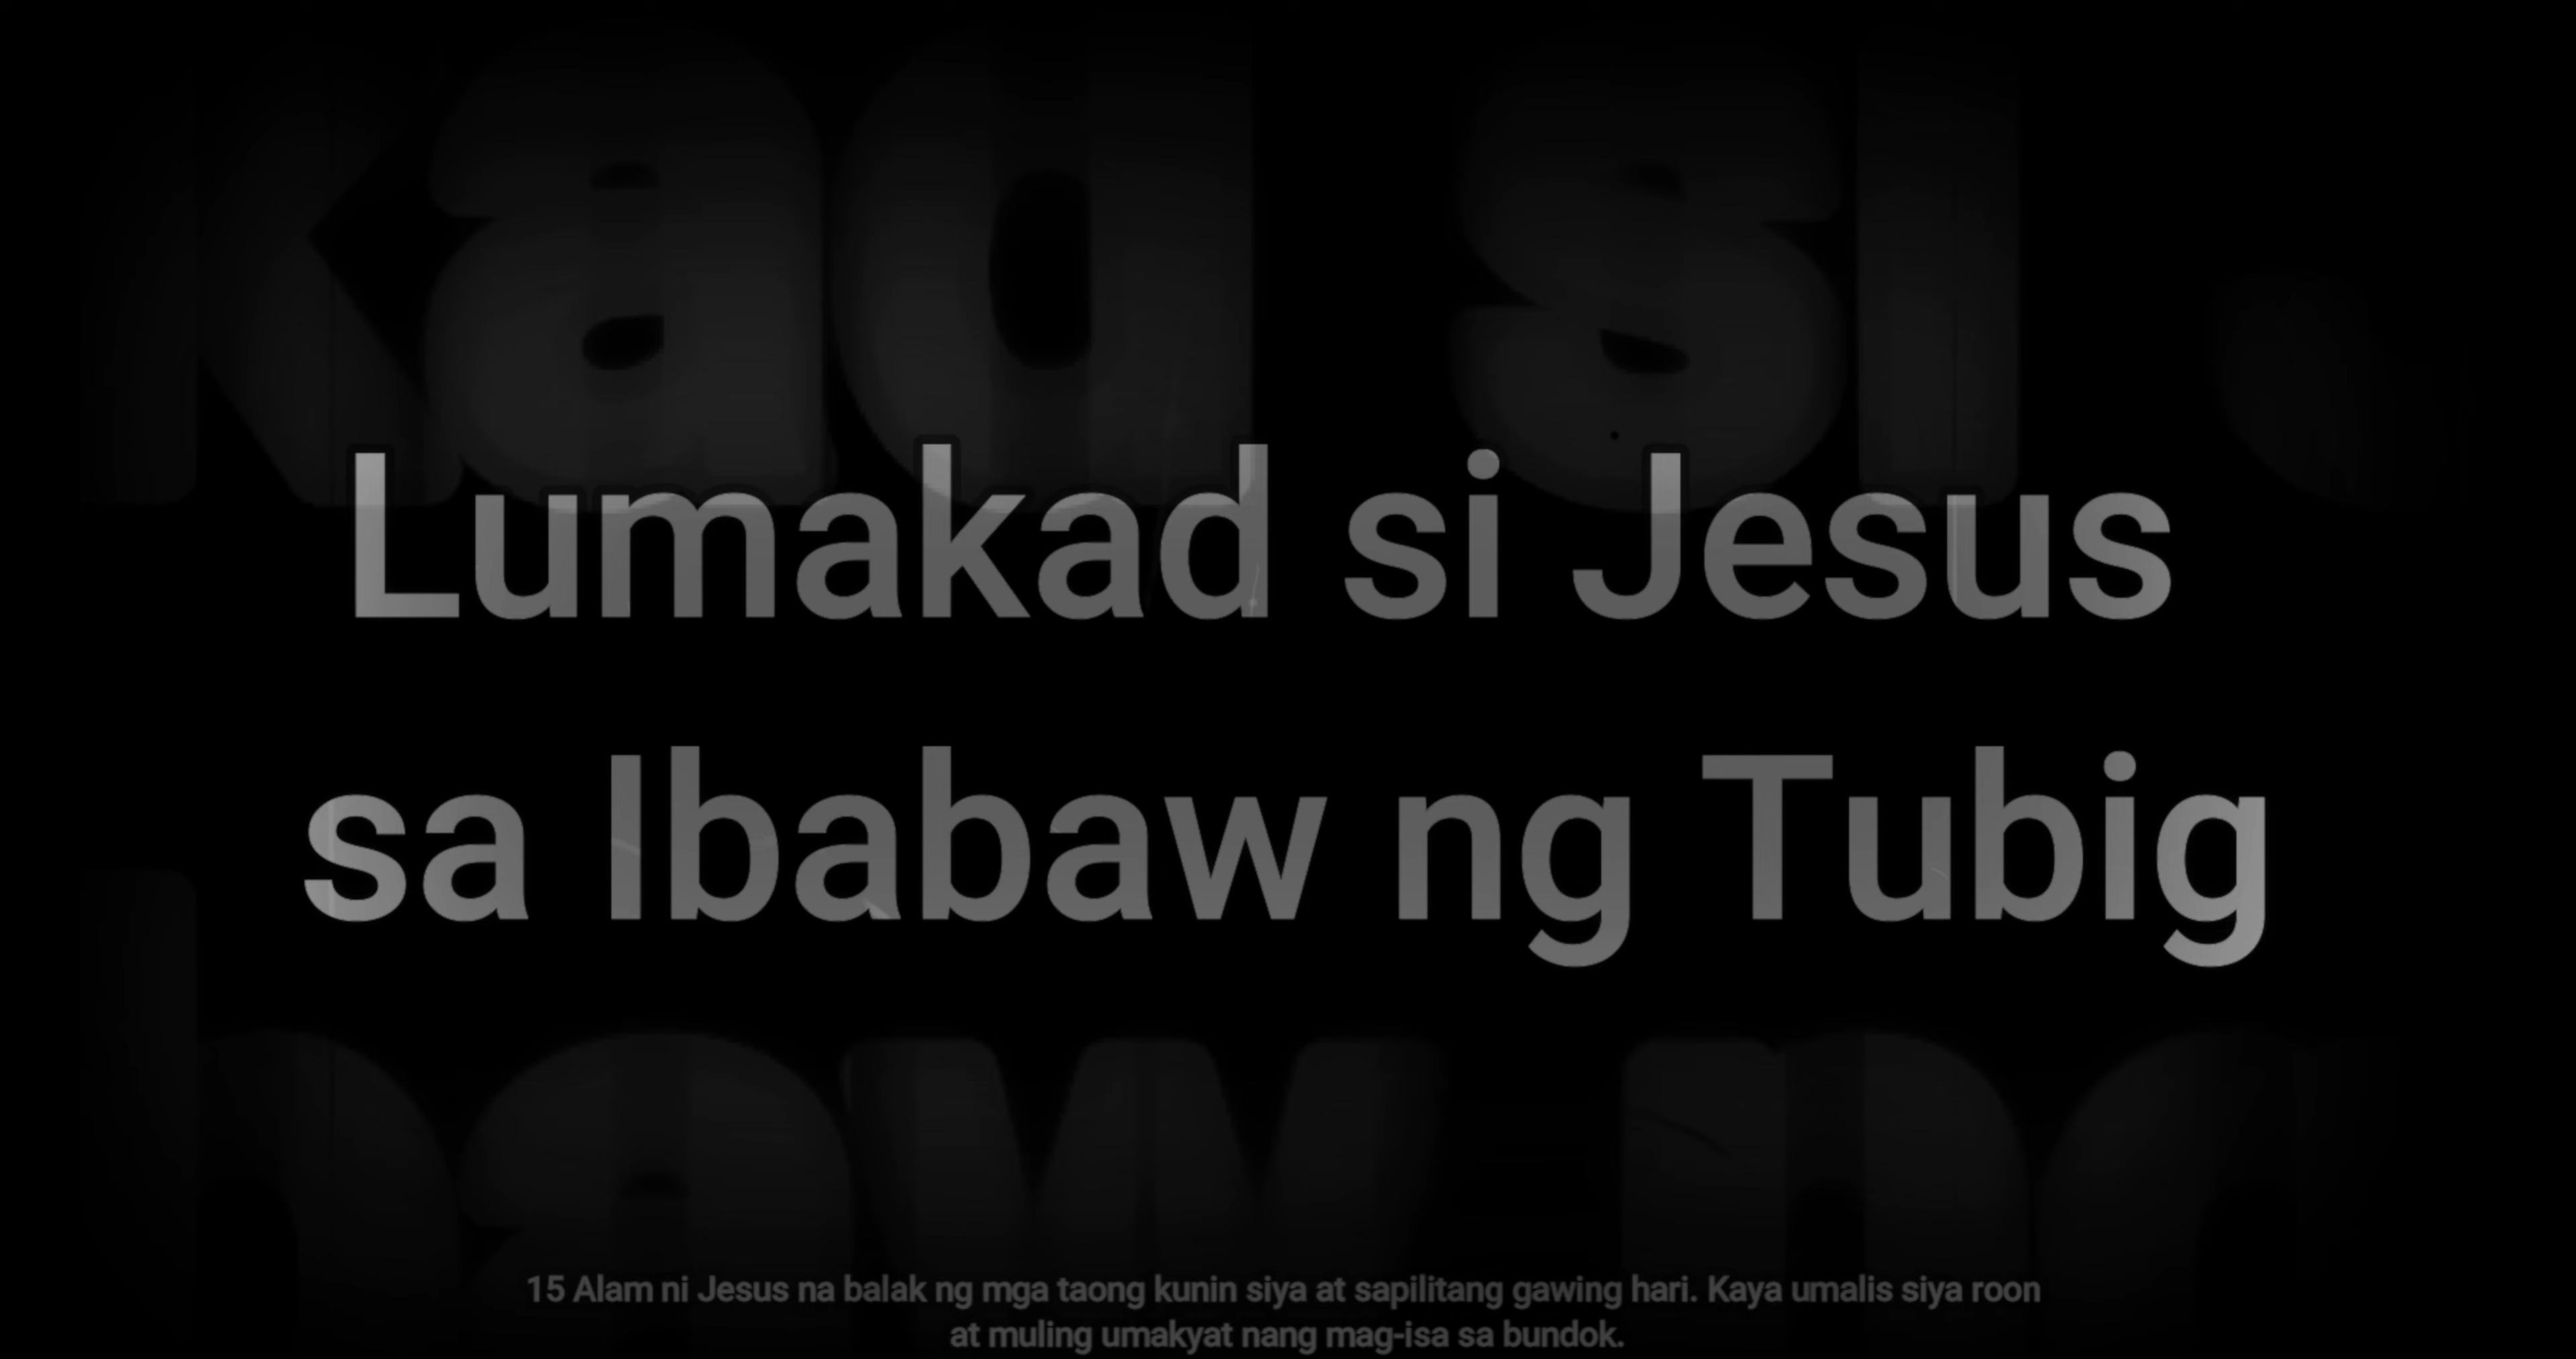 Lumakad si Jesus
sa Ibabaw ng Tubig
15 Alam ni Jesus na balak ng mga taong kunin siya at sapilitang gawing hari. Kaya umalis siya roon
at muling umakyat nang mag-isa sa bundok.